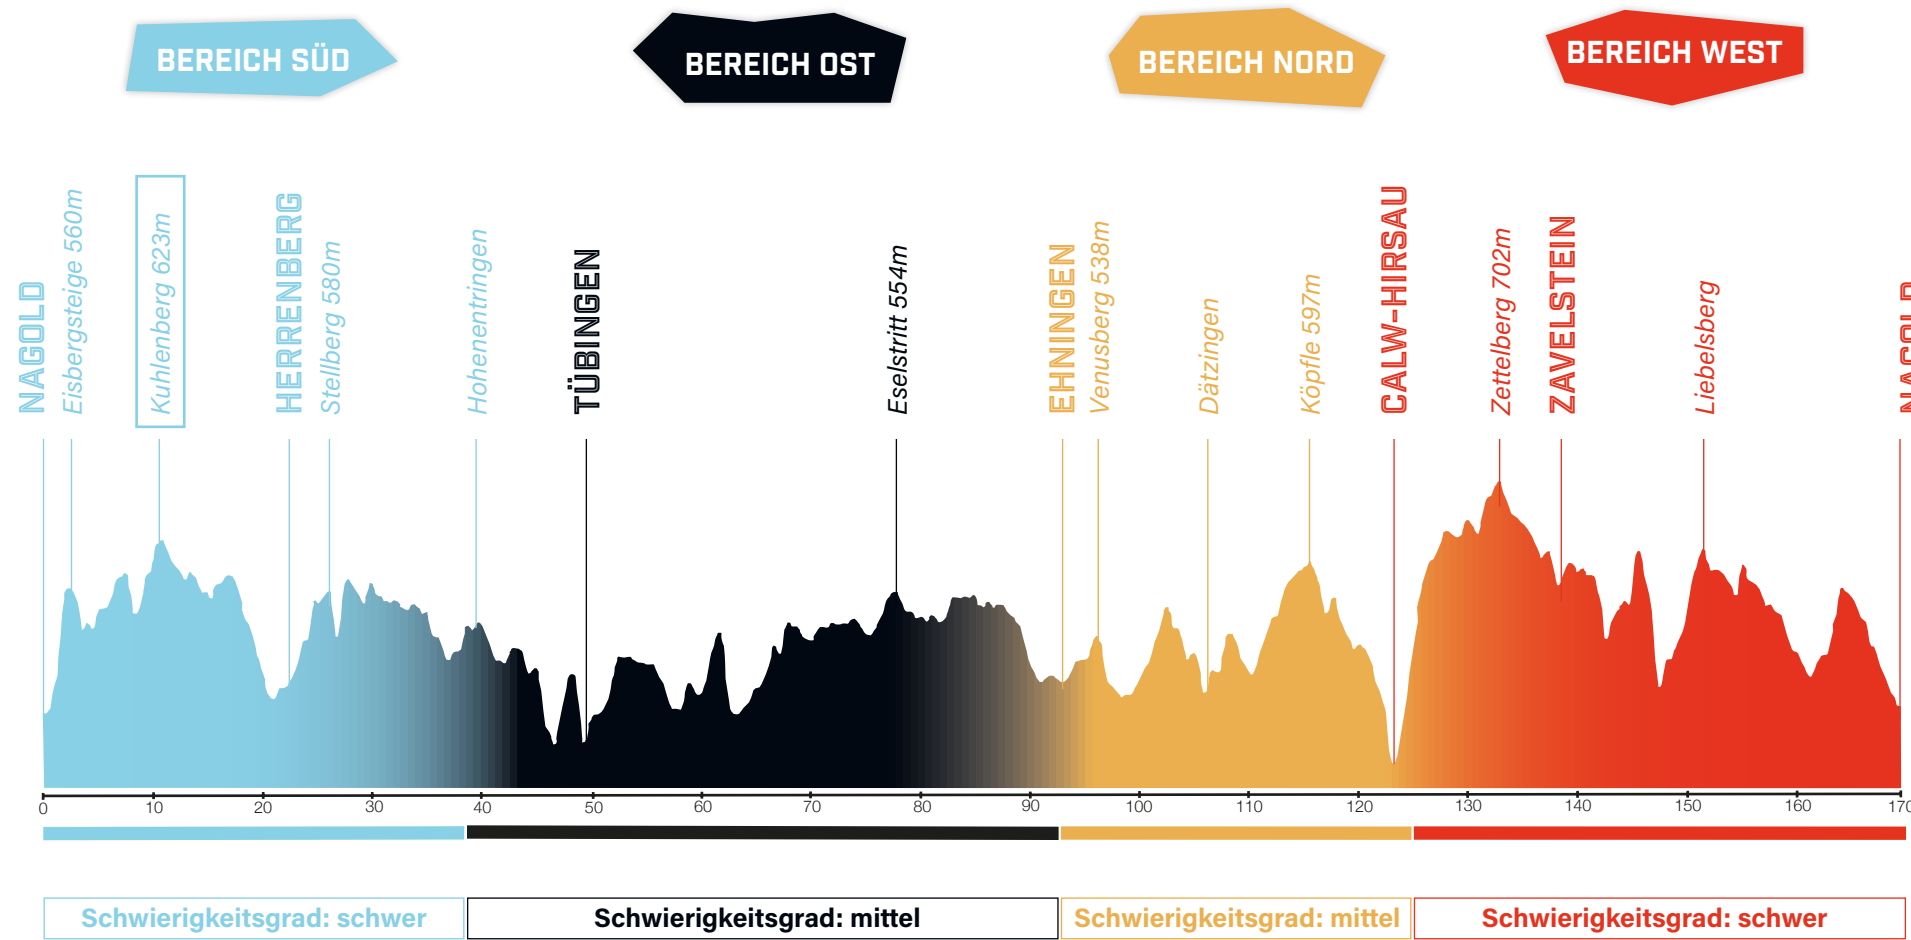 BEREICH SÜD
BEREICH OST
BEREICH NORD
BEREICH WEST
NAGOLD
Eisbergsteige 560m
Kuhlenberg 623m
HERRENBERG
Stellberg 580m
Hohenentringen
TÜBINGEN
Eselstritt 554m
EHNINGEN
Venusberg 538m
Dätzingen
Köpfle 597m
CALW-HIRSAU
Zettelberg 702m
ZAVELSTEIN
Liebelsberg
NAGOLD
0 10 20 30 40 50 60 70 80 90 100 110 120 130 140 150 160 170
Schwierigkeitsgrad: schwer
Schwierigkeitsgrad: mittel
Schwierigkeitsgrad: mittel
Schwierigkeitsgrad: schwer